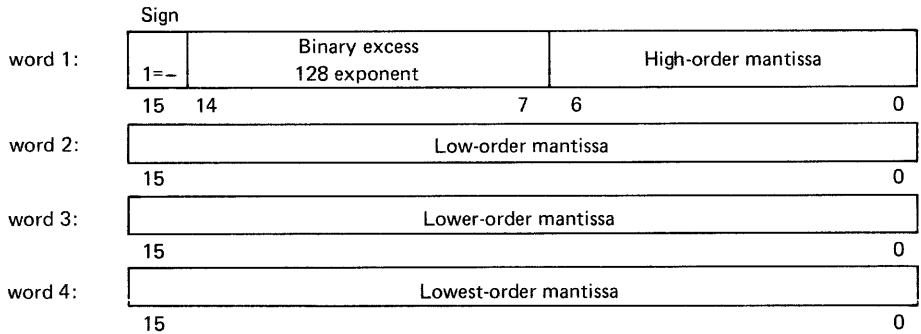 Sign
word 1:
1=–
Binary excess
128 exponent
High-order mantissa
15 14 7 6 0
word 2:
Low-order mantissa
15 0
word 3:
Lower-order mantissa
15 0
word 4:
Lowest-order mantissa
15 0